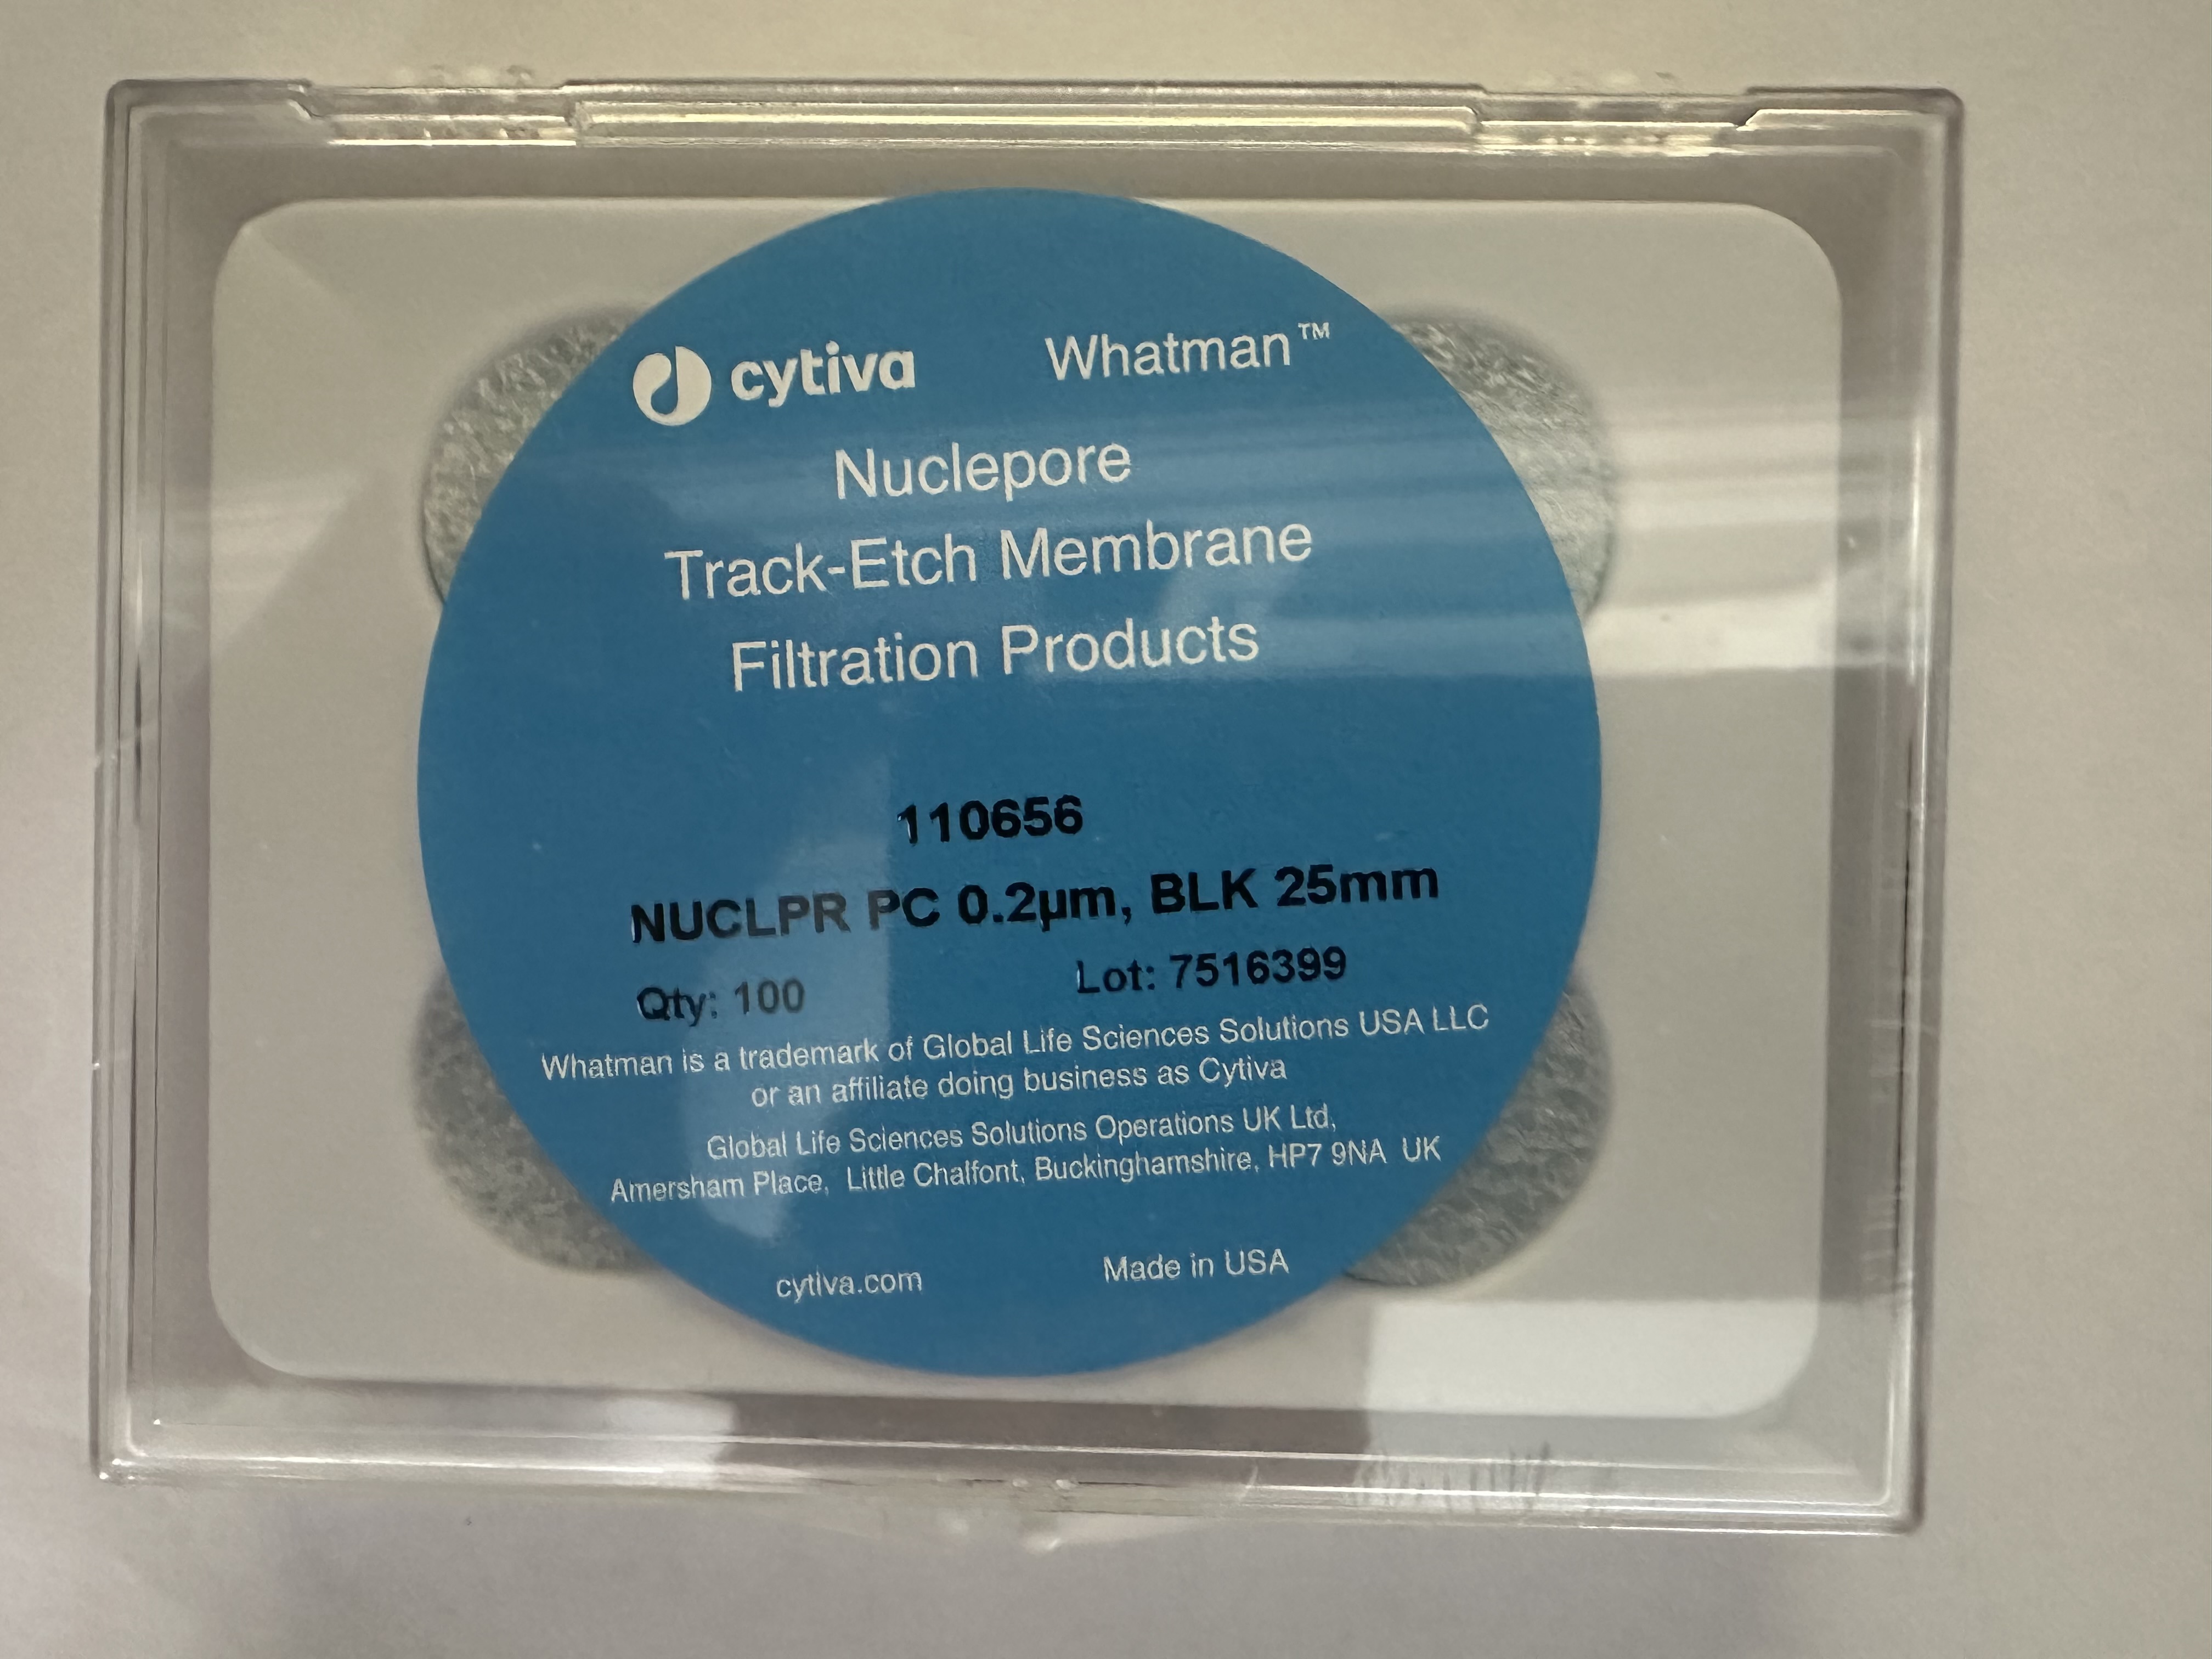 cytiva Whatman™
Nuclepore
Track-Etch Membrane
Filtration Products
110656
NUCLPR PC 0.2µm, BLK 25mm
Qty: 100 Lot: 7516399
Whatman is a trademark of Global Life Sciences Solutions USA LLC
or an affiliate doing business as Cytiva
Global Life Sciences Solutions Operations UK Ltd,
Amersham Place, Little Chalfont, Buckinghamshire, HP7 9NA UK
cytiva.com Made in USA